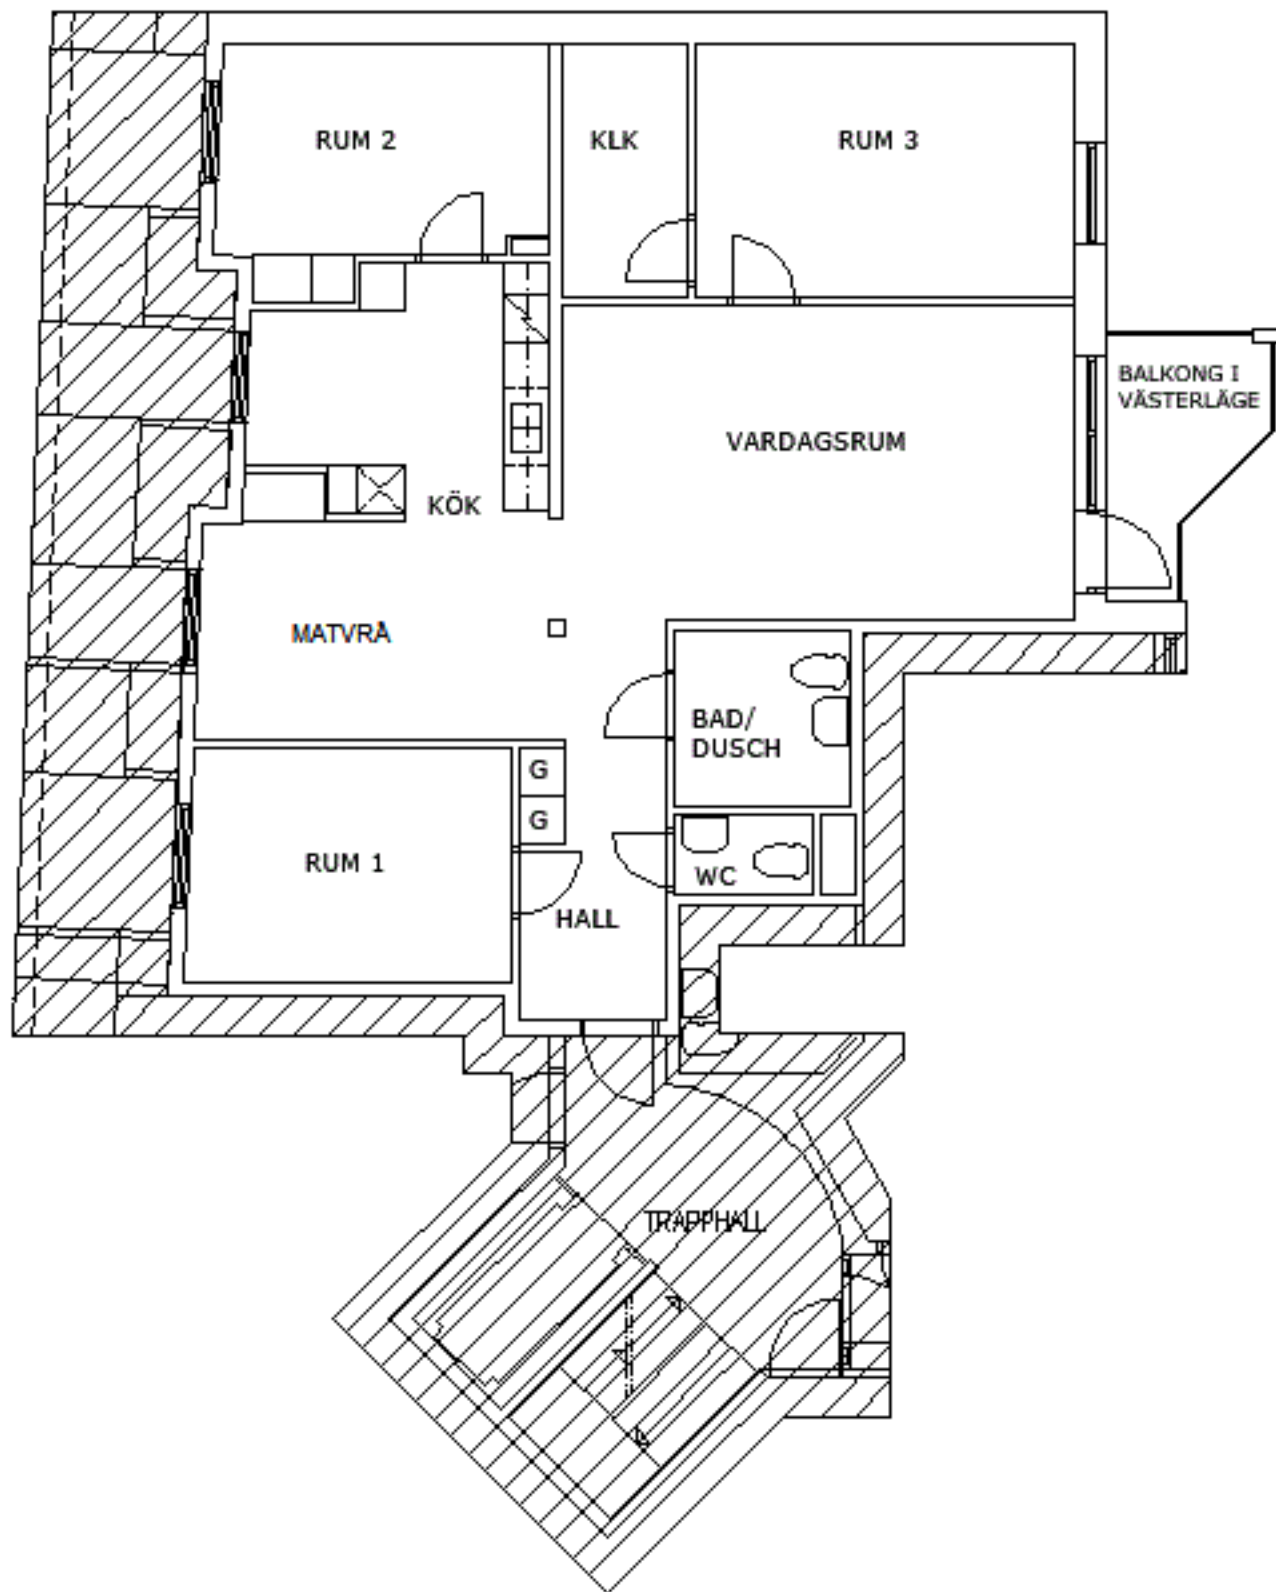 RUM 2
KLK
RUM 3
BALKONG I
VÄSTERLÄGE
VARDAGSRUM
KÖK
MATVRÅ
BAD/
DUSCH
G
G
RUM 1
WC
HALL
TRAPPHALL